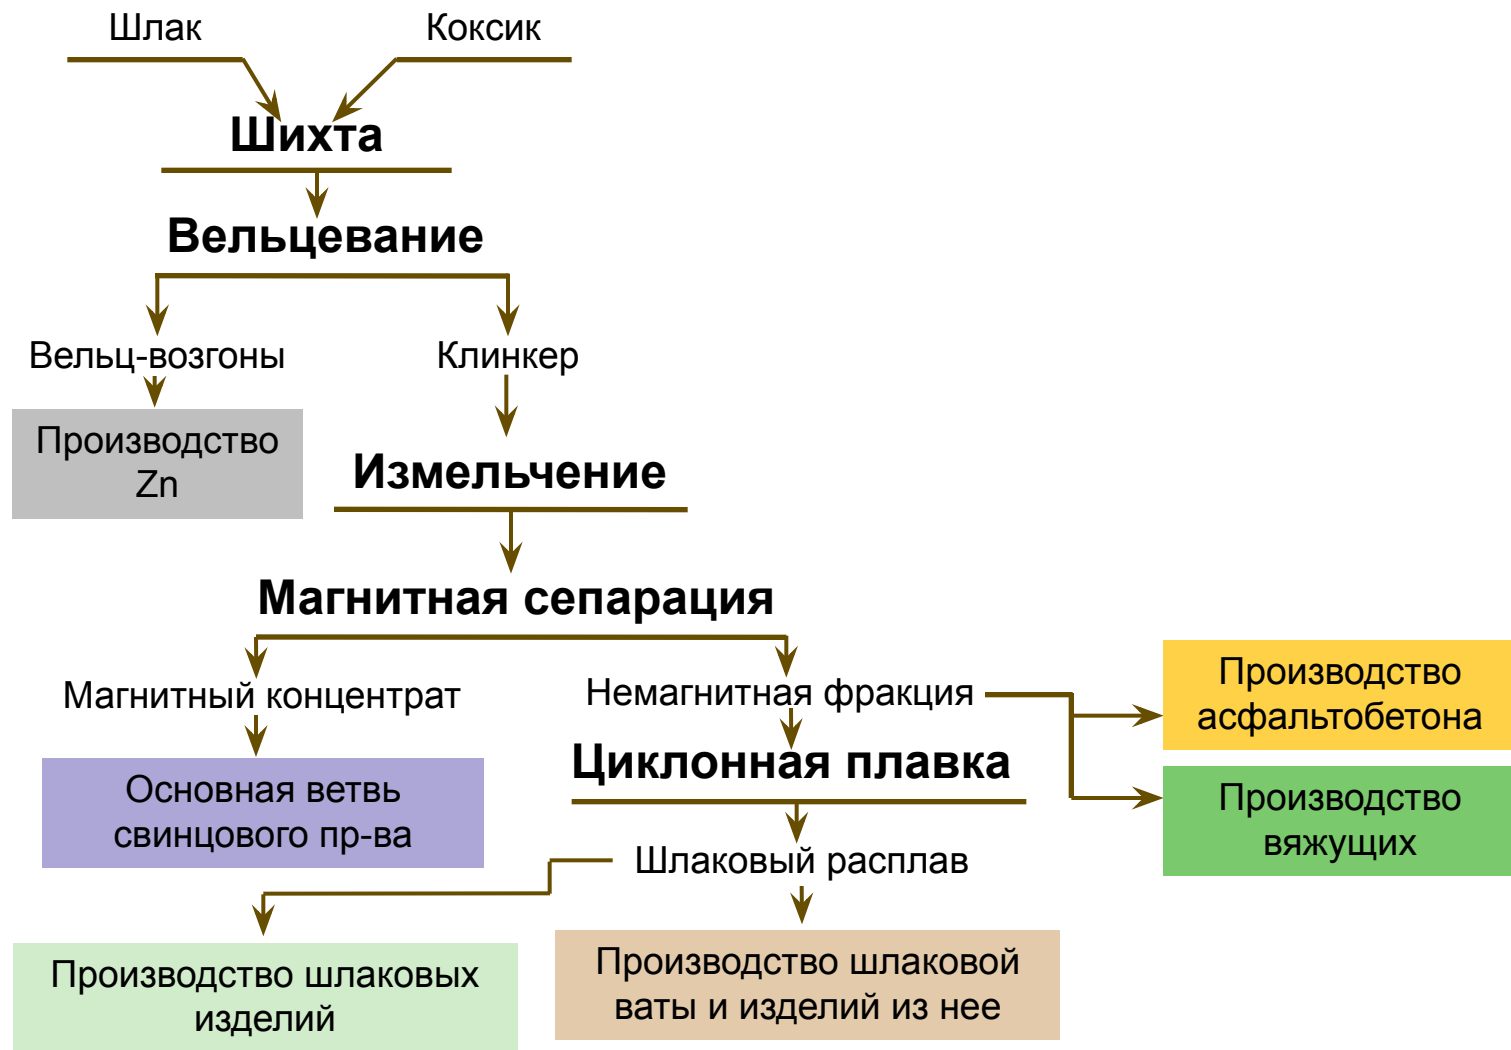 Шлак
Коксик
Шихта
Вельцевание
Вельц-возгоны
Клинкер
Производство
Zn
Измельчение
Магнитная сепарация
Магнитный концентрат
Немагнитная фракция
Производство
асфальтобетона
Основная ветвь
свинцового пр-ва
Циклонная плавка
Производство
вяжущих
Шлаковый расплав
Производство шлаковых
изделий
Производство шлаковой
ваты и изделий из нее